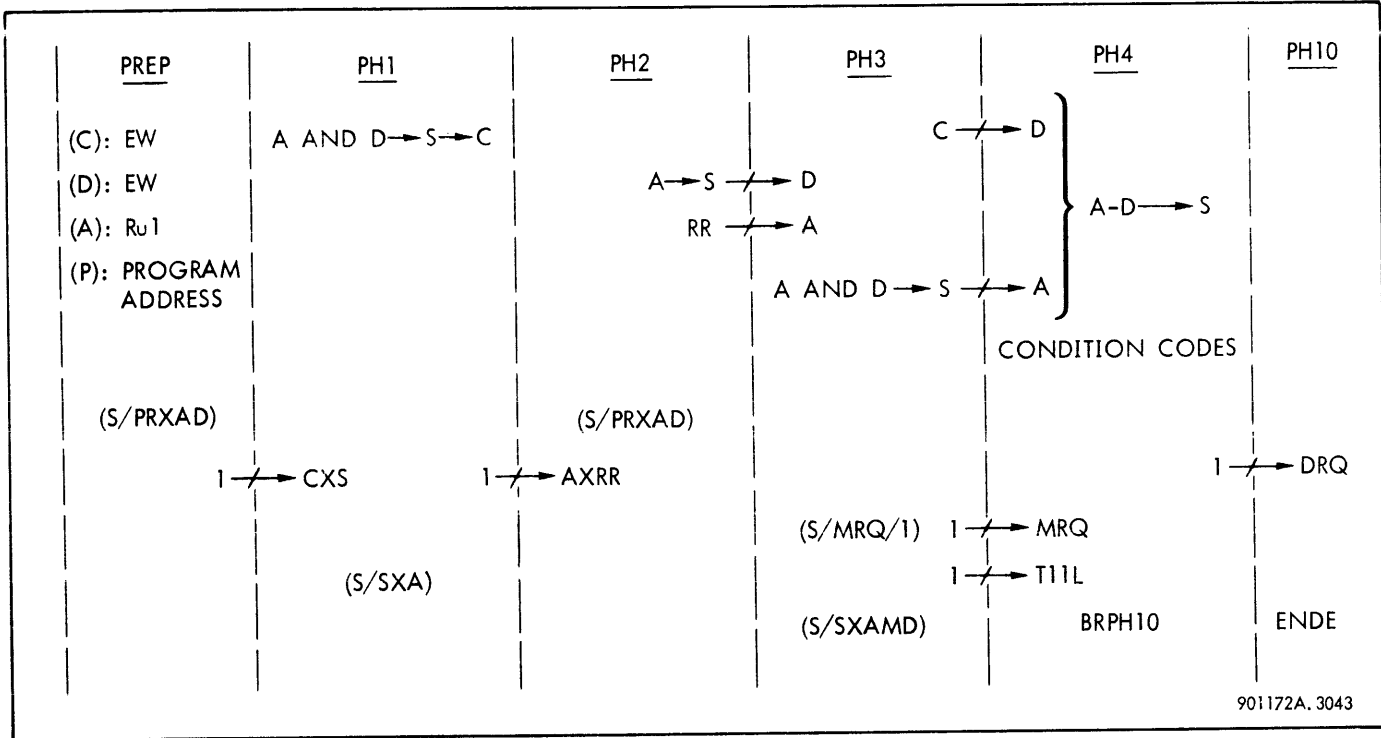 PREP PH1 PH2 PH3 PH4 PH10
(C): EW A AND D→S→C C→D
(D): EW A→S→D A-D→S
(A): Ru1 RR→A
(P): PROGRAM
ADDRESS A AND D→S→A
CONDITION CODES
(S/PRXAD) (S/PRXAD)
1→CXS 1→AXRR 1→DRQ
(S/MRQ/1) 1→MRQ
(S/SXA) 1→T11L
(S/SXAMD) BRPH10 ENDE
901172A.3043